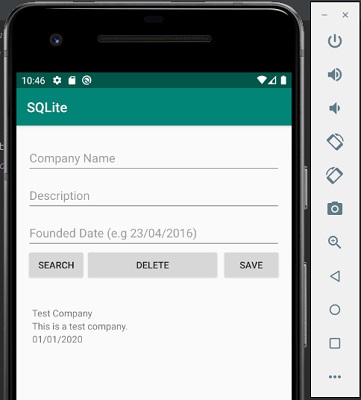 10:46
SQLite
Company Name
Description
Founded Date (e.g 23/04/2016)
SEARCH DELETE SAVE
Test Company
This is a test company.
01/01/2020